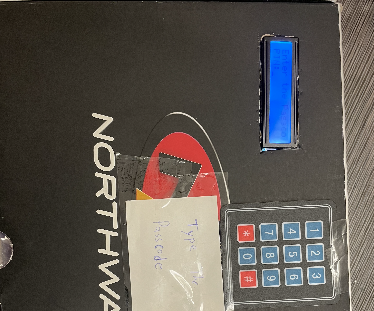 1 2 3
4 5 6
7 8 9
* 0 #
Type
Passcode
NORTHWA